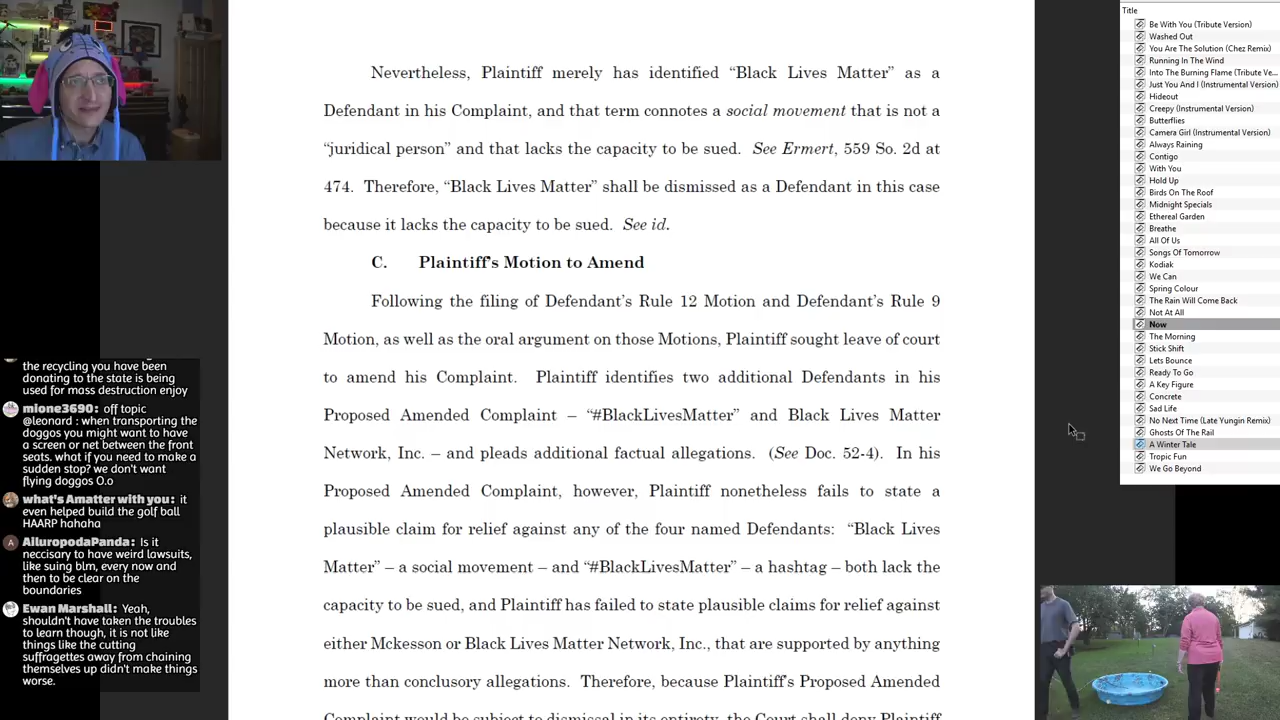 Nevertheless, Plaintiff merely has identified “Black Lives Matter” as a
Defendant in his Complaint, and that term connotes a social movement that is not a
“juridical person” and that lacks the capacity to be sued. See Ermert, 559 So. 2d at
474. Therefore, “Black Lives Matter” shall be dismissed as a Defendant in this case
because it lacks the capacity to be sued. See id.
C. Plaintiff’s Motion to Amend
Following the filing of Defendant’s Rule 12 Motion and Defendant’s Rule 9
Motion, as well as the oral argument on those Motions, Plaintiff sought leave of court
to amend his Complaint. Plaintiff identifies two additional Defendants in his
Proposed Amended Complaint – “#BlackLivesMatter” and Black Lives Matter
Network, Inc. – and pleads additional factual allegations. (See Doc. 52-4). In his
Proposed Amended Complaint, however, Plaintiff nonetheless fails to state a
plausible claim for relief against any of the four named Defendants: “Black Lives
Matter” – a social movement – and “#BlackLivesMatter” – a hashtag – both lack the
capacity to be sued, and Plaintiff has failed to state plausible claims for relief against
either Mckesson or Black Lives Matter Network, Inc., that are supported by anything
more than conclusory allegations. Therefore, because Plaintiff’s Proposed Amended
Complaint would be subject to dismissal in its entirety, the Court shall deny Plaintiff
the recycling you have been
donating to the state is being
used for mass destruction enjoy
mione3690: off topic
@leonard : when transporting the
doggos you might want to have
a screen or net between the front
seats. what if you need to make a
sudden stop? we don't want
flying doggos O.o
what's Amatter with you: it
even helped build the golf ball
HAARP hahaha
A AiluropodaPanda: Is it
neccisary to have weird lawsuits,
like suing blm, every now and
then to be clear on the
boundaries
Ewan Marshall: Yeah,
shouldn't have taken the troubles
to learn though, it is not like
things like the cutting
suffragettes away from chaining
themselves up didn't make things
worse.
Title
Be With You (Tribute Version)
Washed Out
You Are The Solution (Chez Remix)
Running In The Wind
Into The Burning Flame (Tribute Ve...
Just You And I (Instrumental Version)
Hideout
Creepy (Instrumental Version)
Butterflies
Camera Girl (Instrumental Version)
Always Raining
Contigo
With You
Hold Up
Birds On The Roof
Midnight Specials
Ethereal Garden
Breathe
All Of Us
Songs Of Tomorrow
Kodiak
We Can
Spring Colour
The Rain Will Come Back
Not At All
Now
The Morning
Stick Shift
Lets Bounce
Ready To Go
A Key Figure
Concrete
Sad Life
No Next Time (Late Yungin Remix)
Ghosts Of The Rail
A Winter Tale
Tropic Fun
We Go Beyond